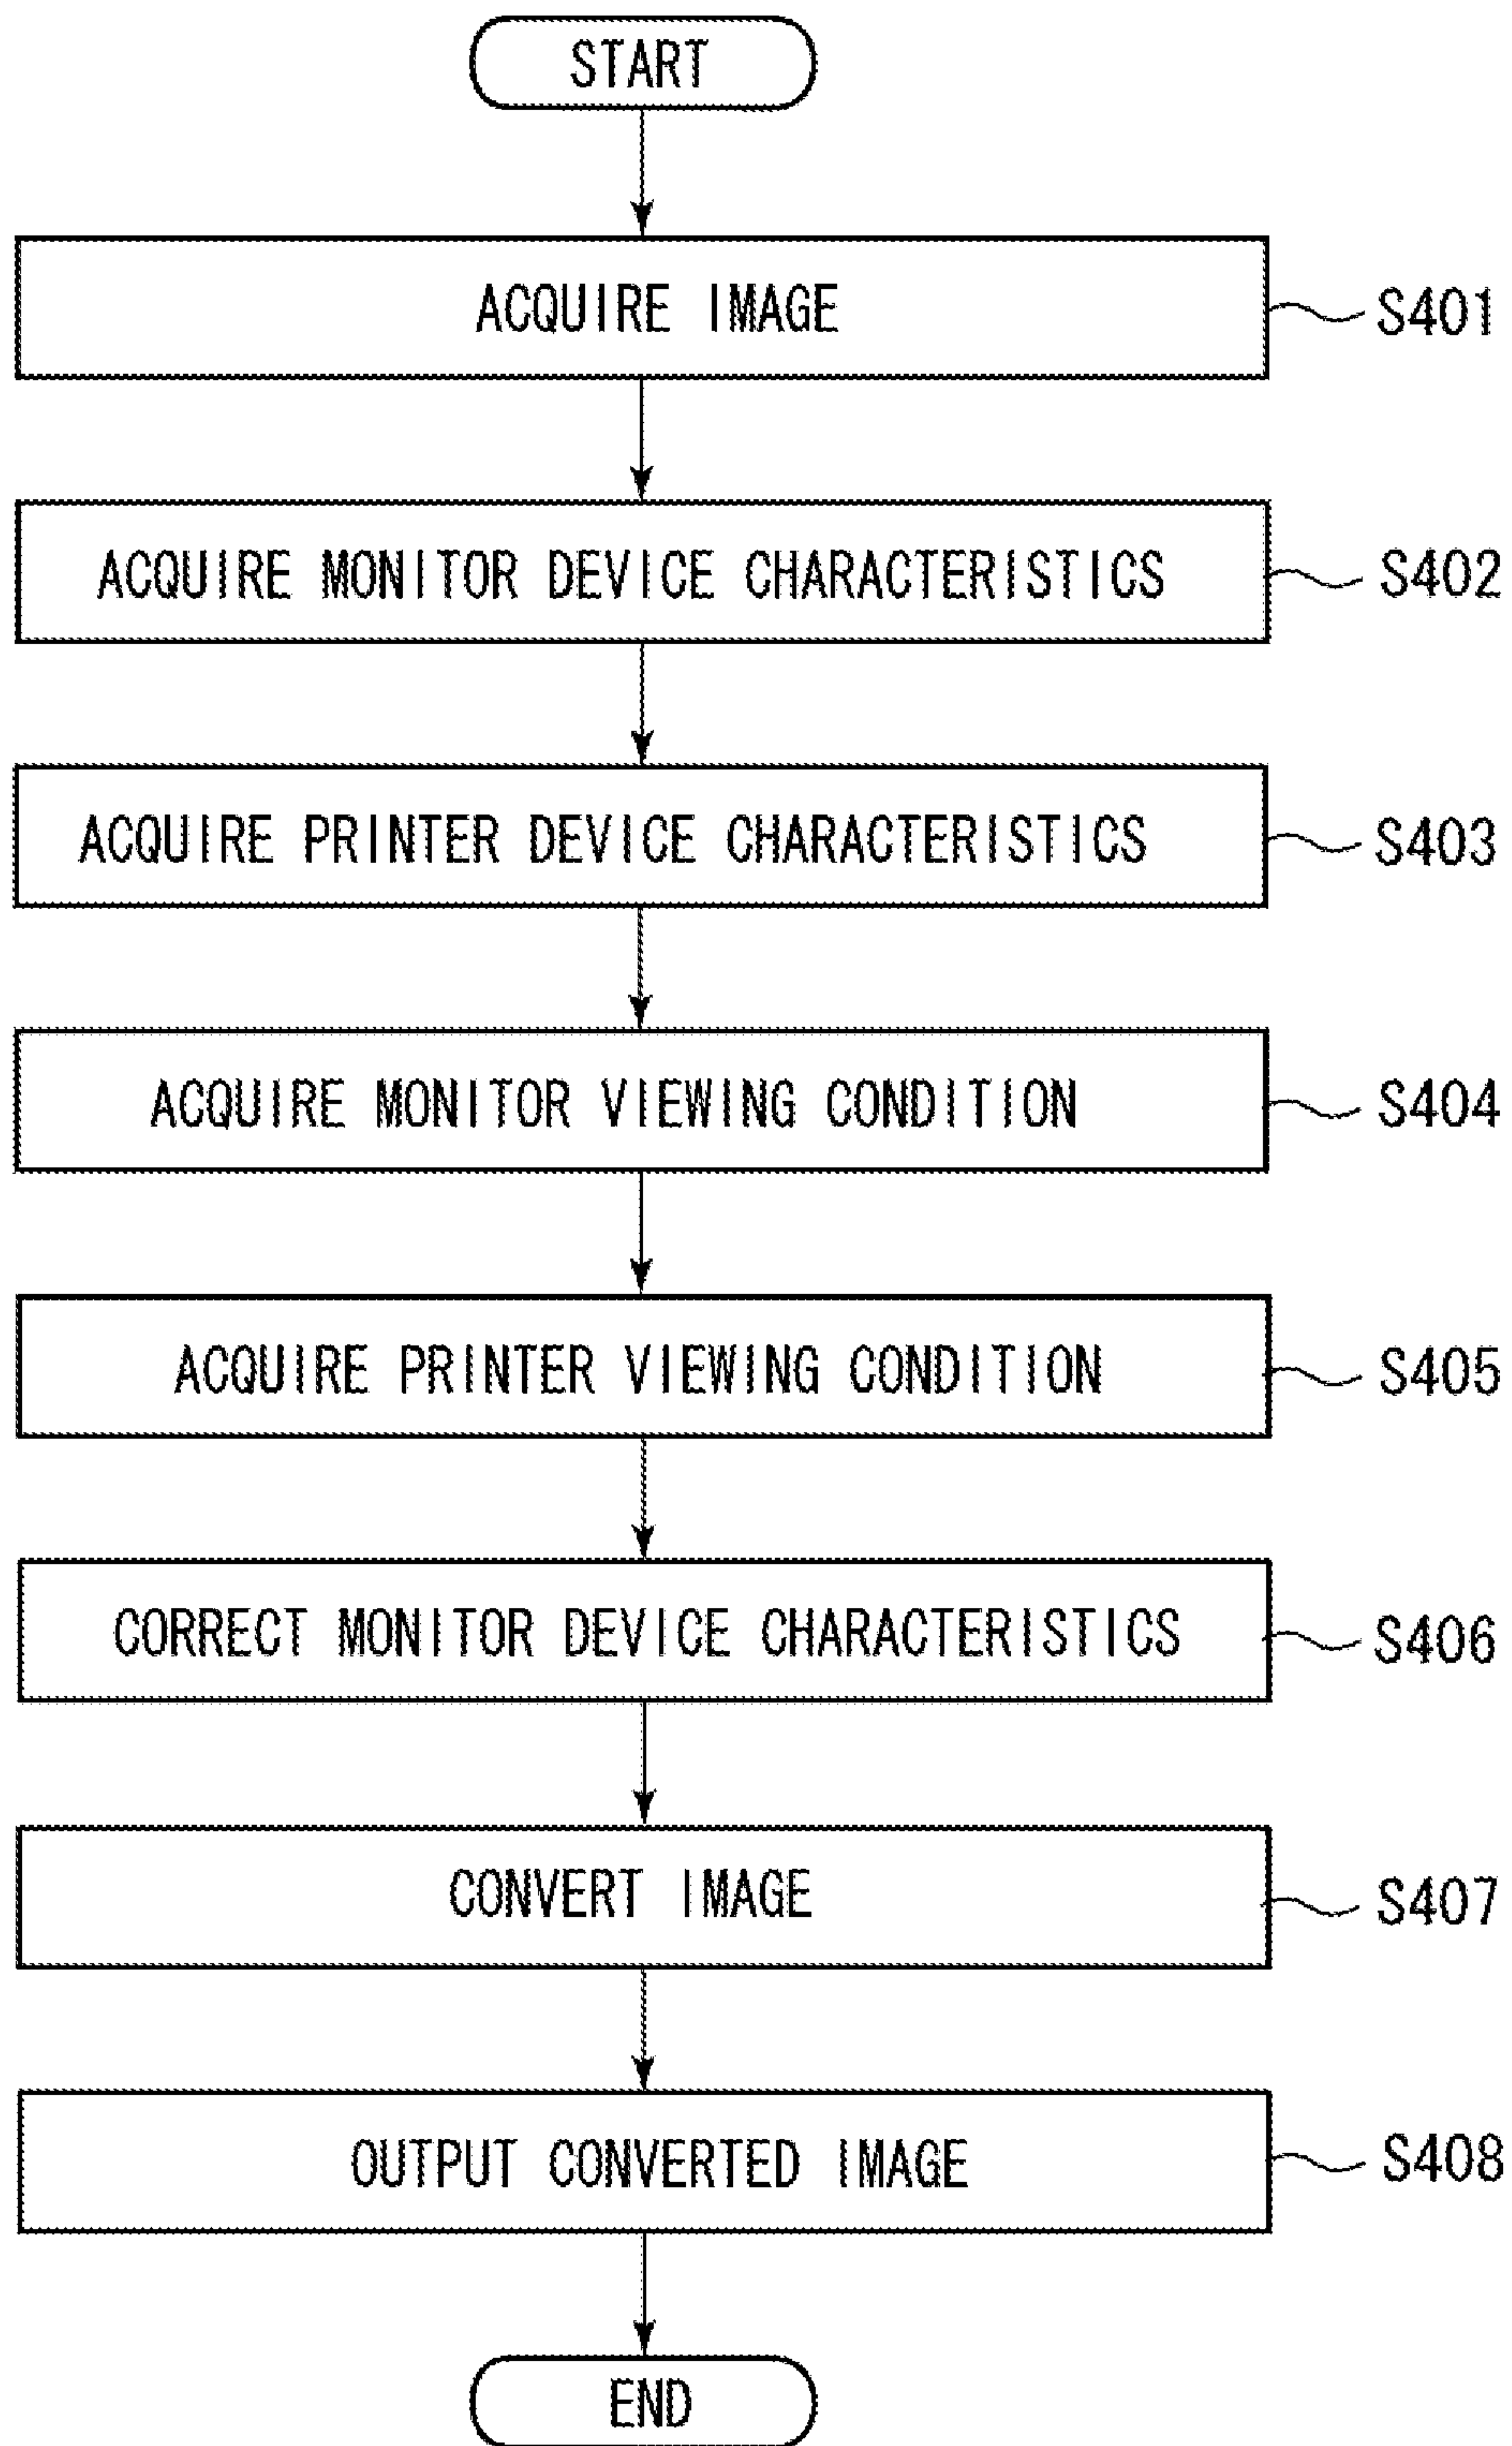 START
ACQUIRE IMAGE
S401
ACQUIRE MONITOR DEVICE CHARACTERISTICS
S402
ACQUIRE PRINTER DEVICE CHARACTERISTICS
S403
ACQUIRE MONITOR VIEWING CONDITION
S404
ACQUIRE PRINTER VIEWING CONDITION
S405
CORRECT MONITOR DEVICE CHARACTERISTICS
S406
CONVERT IMAGE
S407
OUTPUT CONVERTED IMAGE
S408
END